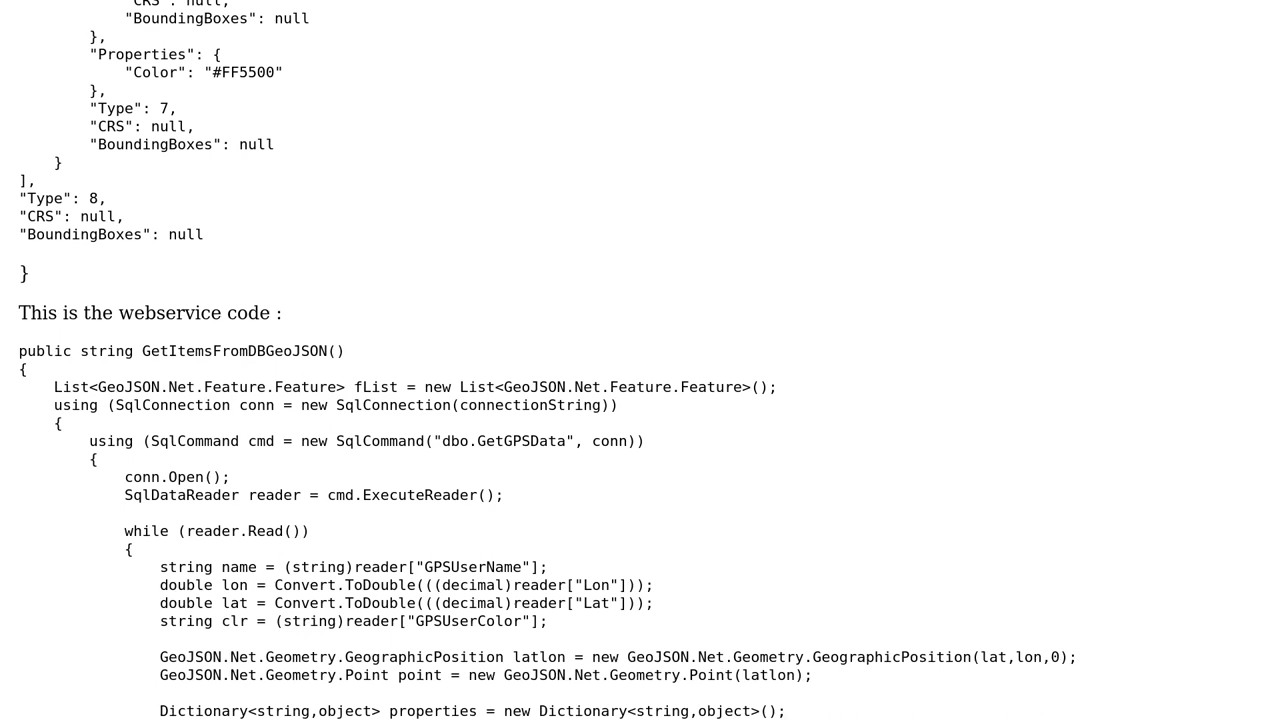 "CRS": null,
"BoundingBoxes": null
},
"Properties": {
"Color": "#FF5500"
},
"Type": 7,
"CRS": null,
"BoundingBoxes": null
}
],
"Type": 8,
"CRS": null,
"BoundingBoxes": null
}
This is the webservice code :
public string GetItemsFromDBGeoJSON()
{
List<GeoJSON.Net.Feature.Feature> fList = new List<GeoJSON.Net.Feature.Feature>();
using (SqlConnection conn = new SqlConnection(connectionString))
{
using (SqlCommand cmd = new SqlCommand("dbo.GetGPSData", conn))
{
conn.Open();
SqlDataReader reader = cmd.ExecuteReader();
while (reader.Read())
{
string name = (string)reader["GPSUserName"];
double lon = Convert.ToDouble(((decimal)reader["Lon"]));
double lat = Convert.ToDouble(((decimal)reader["Lat"]));
string clr = (string)reader["GPSUserColor"];
GeoJSON.Net.Geometry.GeographicPosition latlon = new GeoJSON.Net.Geometry.GeographicPosition(lat,lon,0);
GeoJSON.Net.Geometry.Point point = new GeoJSON.Net.Geometry.Point(latlon);
Dictionary<string,object> properties = new Dictionary<string,object>();